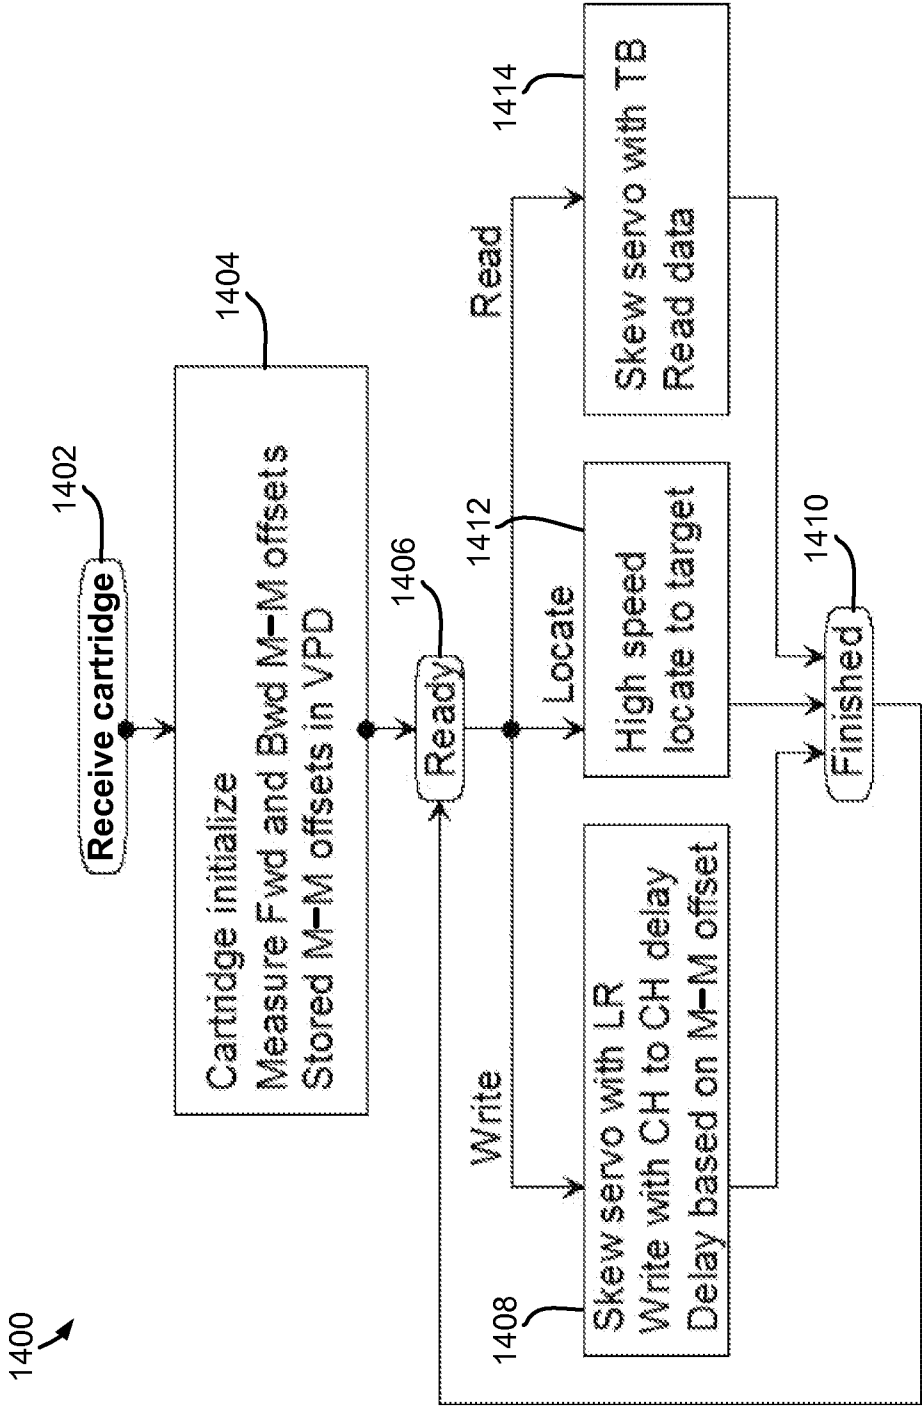 1400
Receive cartridge
1402
Cartridge initialize
Measure Fwd and Bwd M-M offsets
Stored M-M offsets in VPD
1404
Ready
1406
Write
Locate
Read
1408
Skew servo with LR
Write with CH to CH delay
Delay based on M-M offset
1412
High speed
locate to target
1414
Skew servo with TB
Read data
Finished
1410